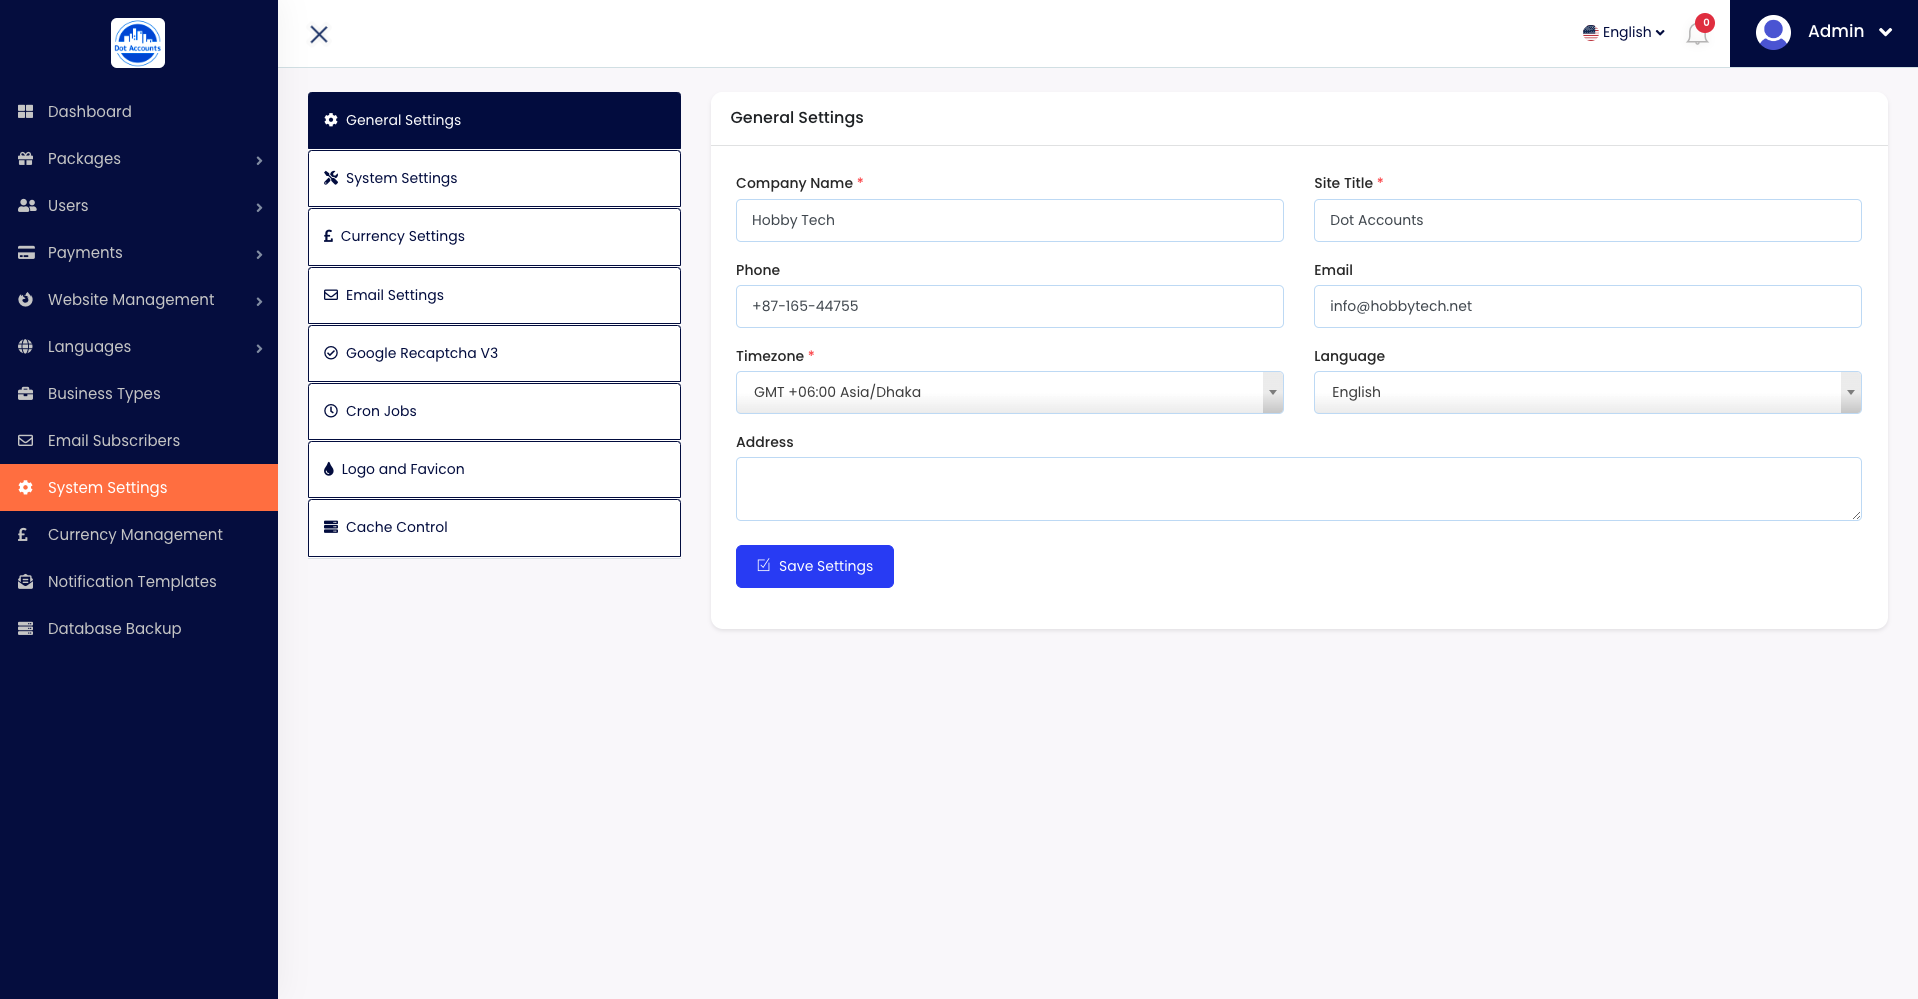 Dot Accounts
Dashboard
Packages
Users
Payments
Website Management
Languages
Business Types
Email Subscribers
System Settings
£ Currency Management
Notification Templates
Database Backup
English
0
Admin
General Settings
System Settings
£ Currency Settings
Email Settings
Google Recaptcha V3
Cron Jobs
Logo and Favicon
Cache Control
General Settings
Company Name *
Hobby Tech
Site Title *
Dot Accounts
Phone
+87-165-44755
Email
info@hobbytech.net
Timezone *
GMT +06:00 Asia/Dhaka
Language
English
Address
Save Settings